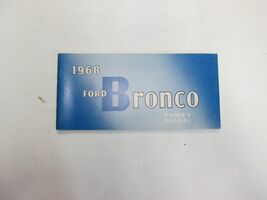 1968
FORD Bronco
OWNER'S
MANUAL